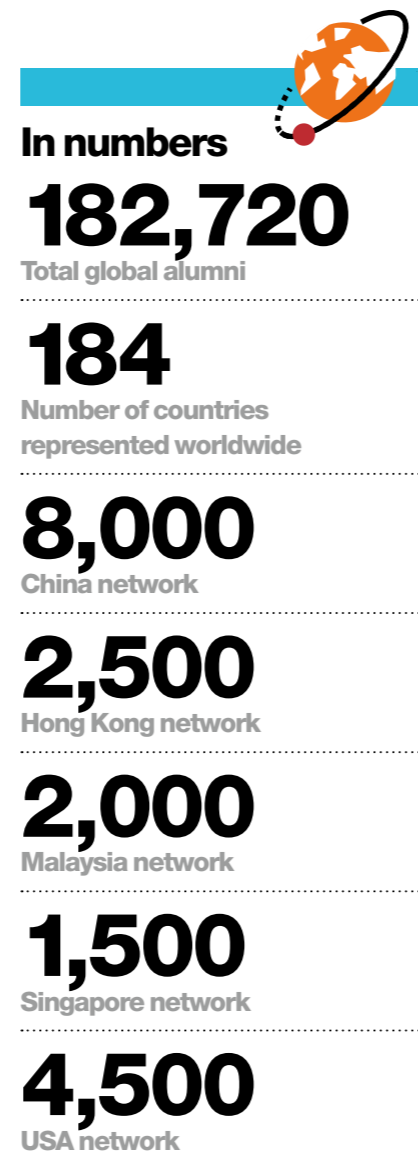 In numbers
182,720
Total global alumni
184
Number of countries
represented worldwide
8,000
China network
2,500
Hong Kong network
2,000
Malaysia network
1,500
Singapore network
4,500
USA network